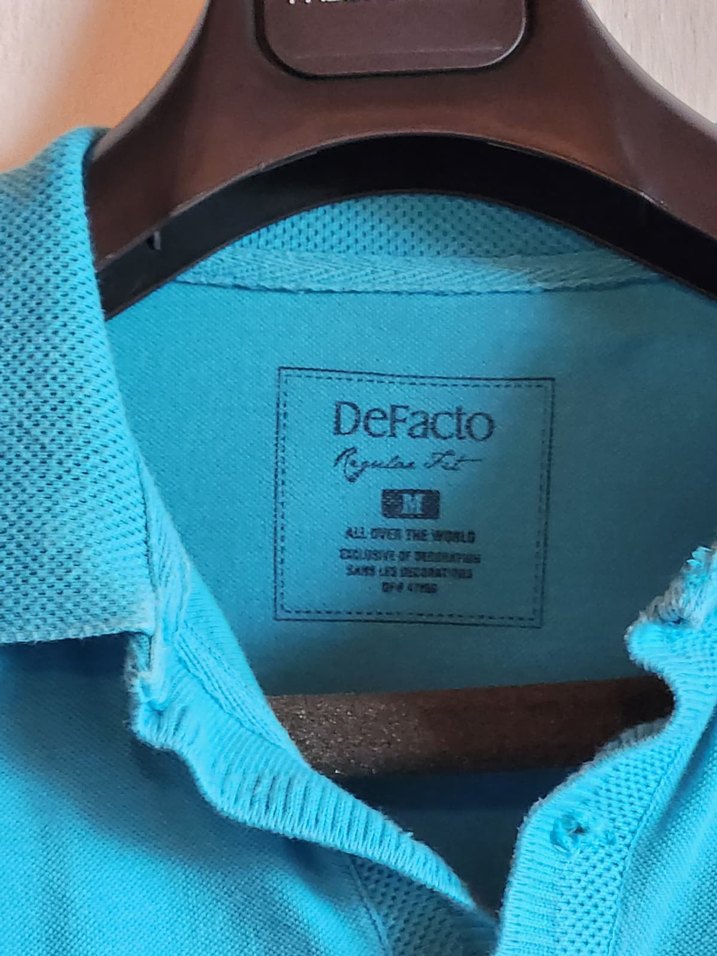 DeFacto
Regular Fit
M
ALL OVER THE WORLD
EXCLUSIVE OF DECORATION
SANS LES DECORATIONS